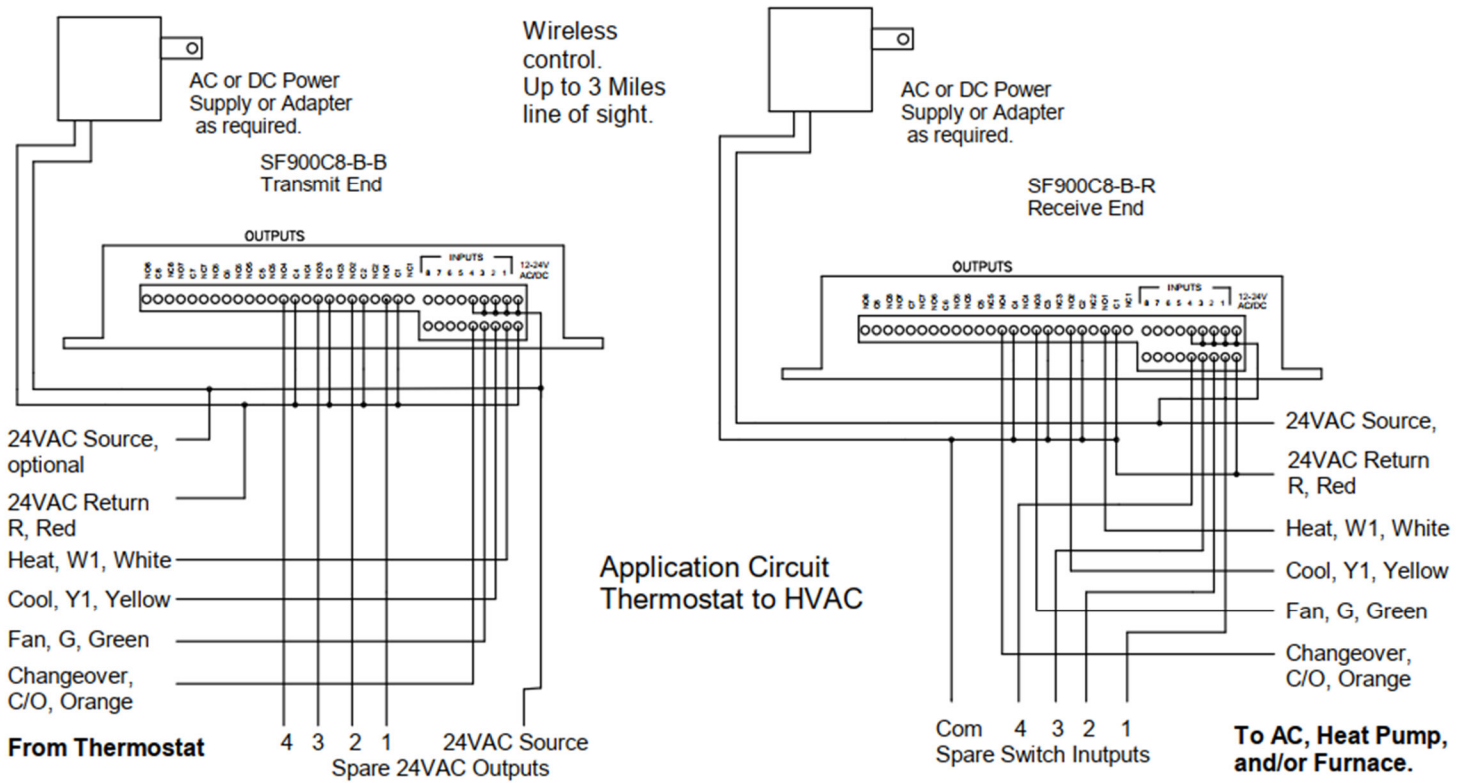 AC or DC Power
Supply or Adapter
as required.
SF900C8-B-B
Transmit End
Wireless
control.
Up to 3 Miles
line of sight.
AC or DC Power
Supply or Adapter
as required.
SF900C8-B-R
Receive End
OUTPUTS
INPUTS
8 7 6 5 4 3 2 1
12-24V
AC/DC
OUTPUTS
INPUTS
8 7 6 5 4 3 2 1
12-24V
AC/DC
24VAC Source,
optional
24VAC Return
R, Red
Heat, W1, White
Cool, Y1, Yellow
Fan, G, Green
Changeover,
C/O, Orange
From Thermostat
4 3 2 1
24VAC Source
Spare 24VAC Outputs
Application Circuit
Thermostat to HVAC
24VAC Source,
24VAC Return
R, Red
Heat, W1, White
Cool, Y1, Yellow
Fan, G, Green
Changeover,
C/O, Orange
Com 4 3 2 1
Spare Switch Inutputs
To AC, Heat Pump,
and/or Furnace.